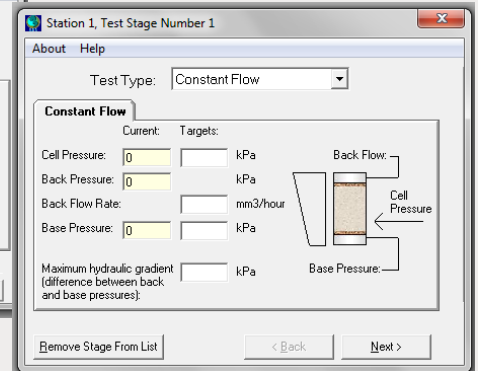 Station 1, Test Stage Number 1
x
About Help
Test Type: Constant Flow
Constant Flow
Current: Targets:
Cell Pressure: 0 kPa Back Flow:
Back Pressure: 0 kPa
Cell
Pressure
Back Flow Rate: mm3/hour
Base Pressure: 0 kPa
Maximum hydraulic gradient kPa Base Pressure:
(difference between back
and base pressures):
Remove Stage From List < Back Next >